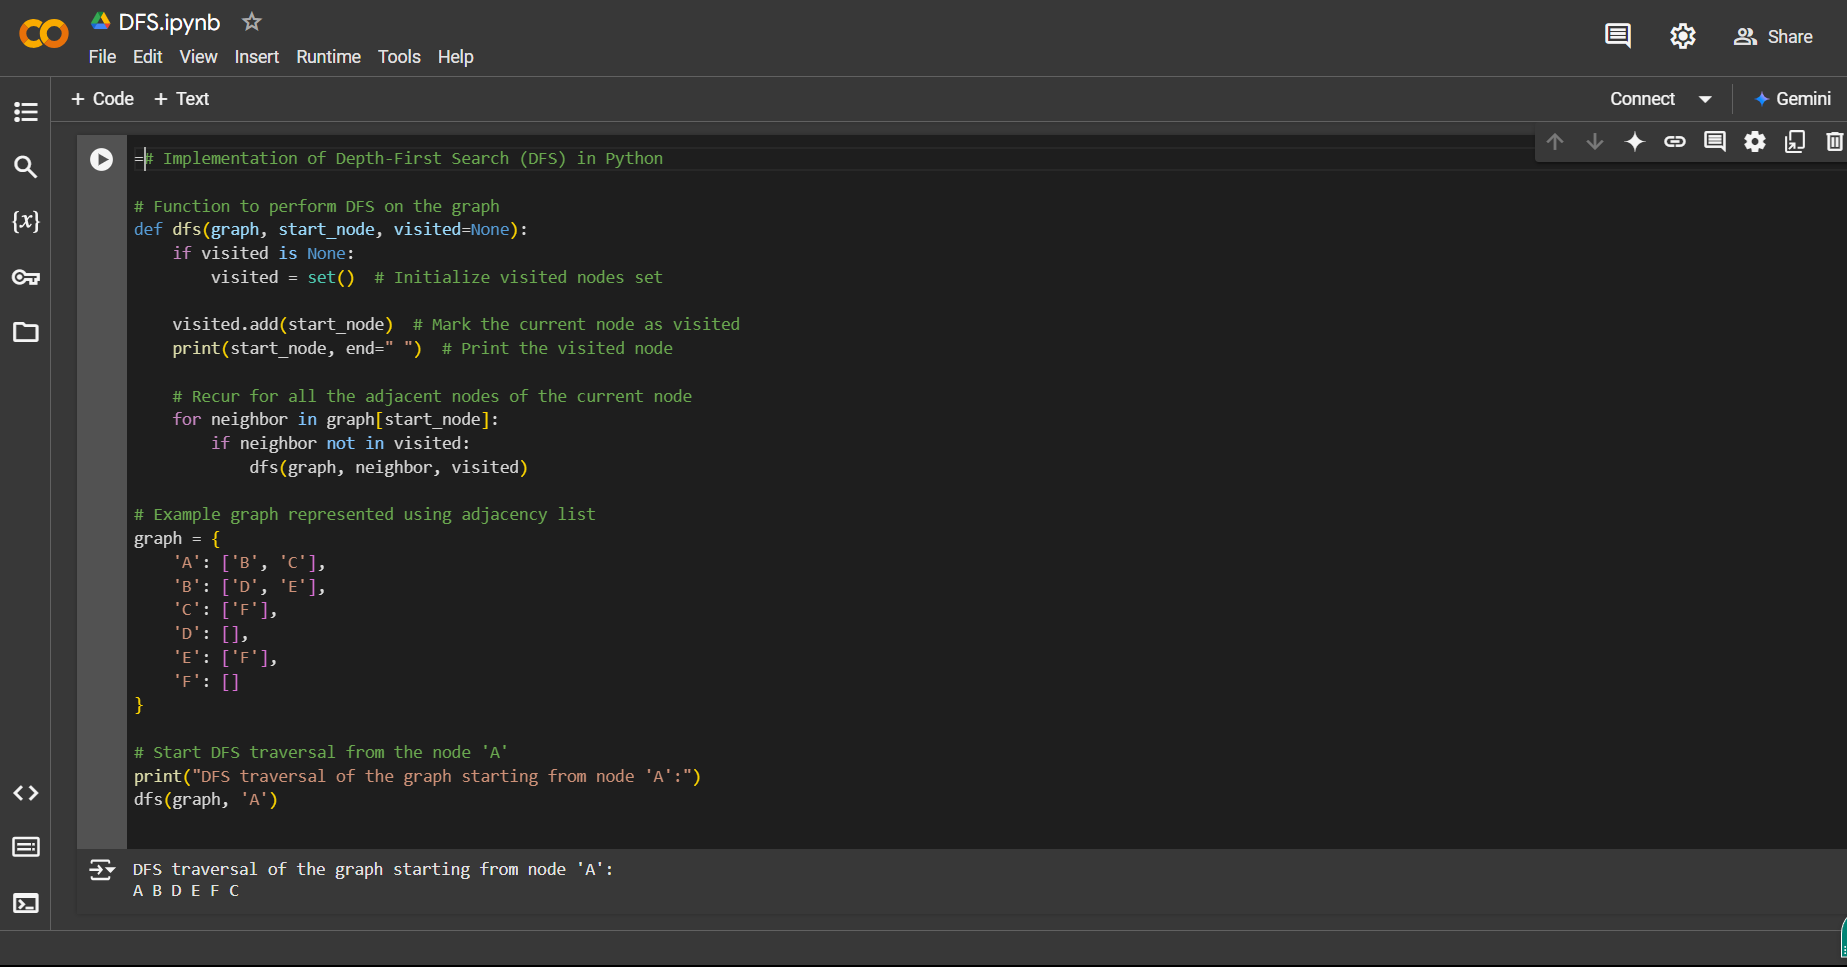 DFS.ipynb
File Edit View Insert Runtime Tools Help
Share
+ Code + Text
Connect
Gemini
=# Implementation of Depth-First Search (DFS) in Python
# Function to perform DFS on the graph
def dfs(graph, start_node, visited=None):
    if visited is None:
        visited = set()  # Initialize visited nodes set
    visited.add(start_node)  # Mark the current node as visited
    print(start_node, end=" ")  # Print the visited node
    # Recur for all the adjacent nodes of the current node
    for neighbor in graph[start_node]:
        if neighbor not in visited:
            dfs(graph, neighbor, visited)
# Example graph represented using adjacency list
graph = {
    'A': ['B', 'C'],
    'B': ['D', 'E'],
    'C': ['F'],
    'D': [],
    'E': ['F'],
    'F': []
}
# Start DFS traversal from the node 'A'
print("DFS traversal of the graph starting from node 'A':")
dfs(graph, 'A')
DFS traversal of the graph starting from node 'A':
A B D E F C